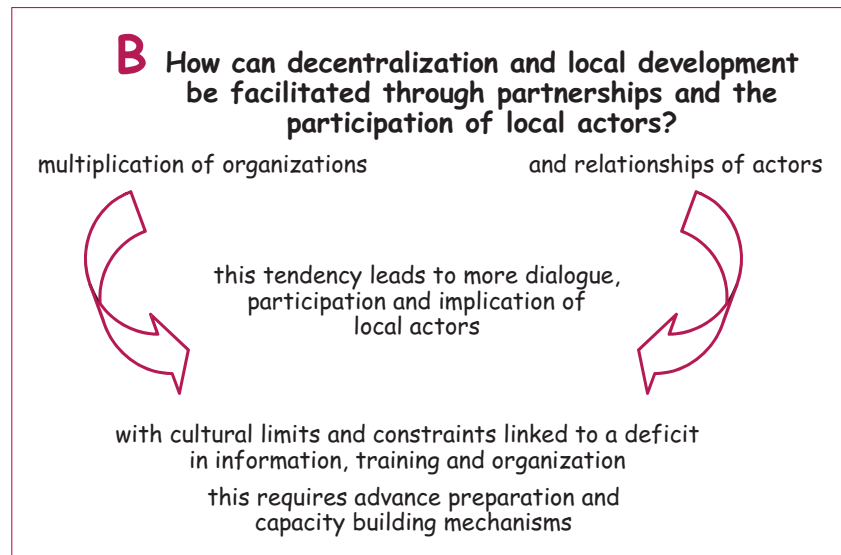 B How can decentralization and local development
be facilitated through partnerships and the
participation of local actors?
multiplication of organizations
and relationships of actors
this tendency leads to more dialogue,
participation and implication of
local actors
with cultural limits and constraints linked to a deficit
in information, training and organization
this requires advance preparation and
capacity building mechanisms